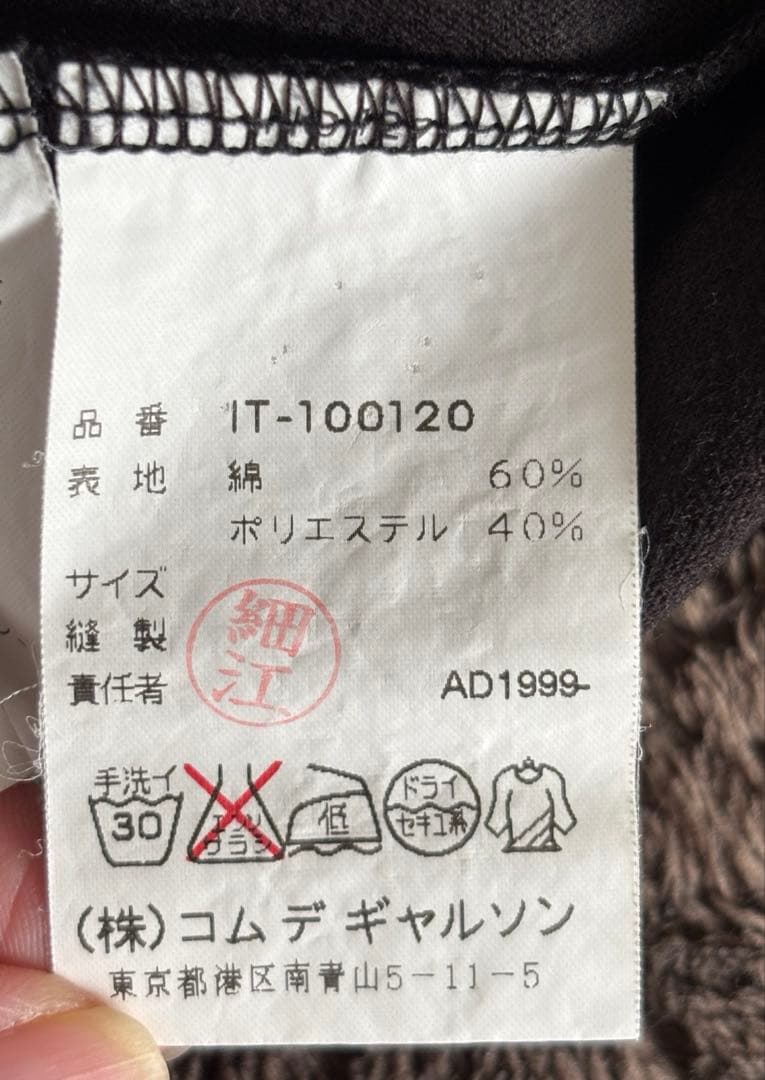 品番 IT-100120
表地 綿 60%
ポリエステル 40%
サイズ
縫製
責任者
細江
AD1999-
手洗イ
30
エンソ
サラシ
低
ドライ
セキユ系
(株)コム デ ギャルソン
東京都港区南青山5-11-5